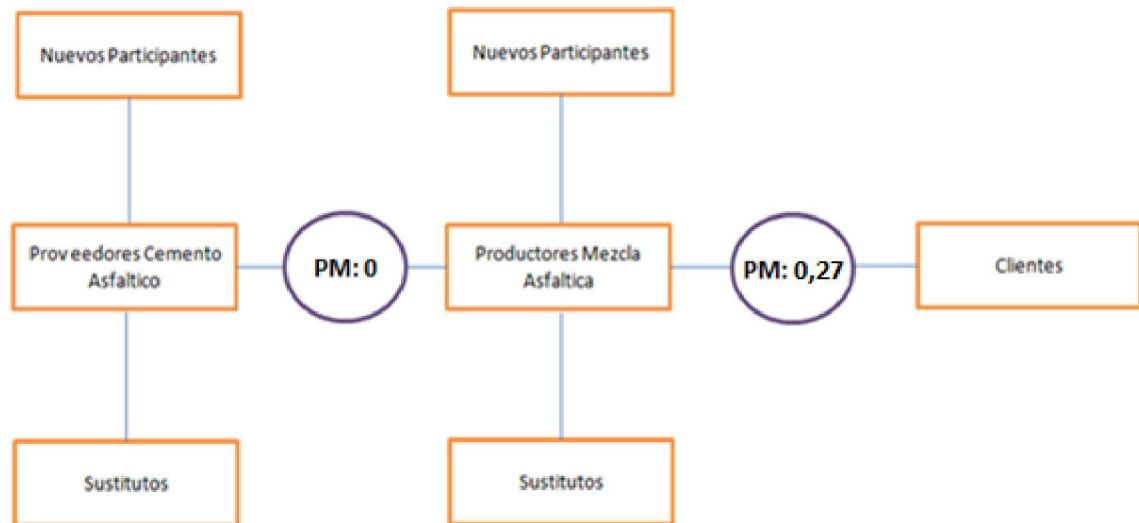 Nuevos Participantes
Nuevos Participantes
Proveedores Cemento
Asfaltico
PM: 0
Productores Mezcla
Asfaltica
PM: 0,27
Clientes
Sustitutos
Sustitutos